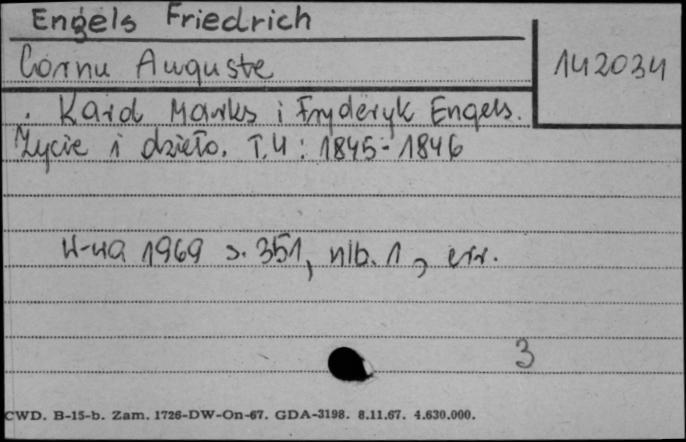 Engels Friedrich
Cornu Auguste
142034
. Karol Marks i Fryderyk Engels.
Życie i dzieło. T.4 : 1845-1846
W-wa 1969 s. 351, nlb. 1, err.
3
CWD. B-15-b. Zam. 1726-DW-On-67. GDA-3198. 8.11.67. 4.630.000.